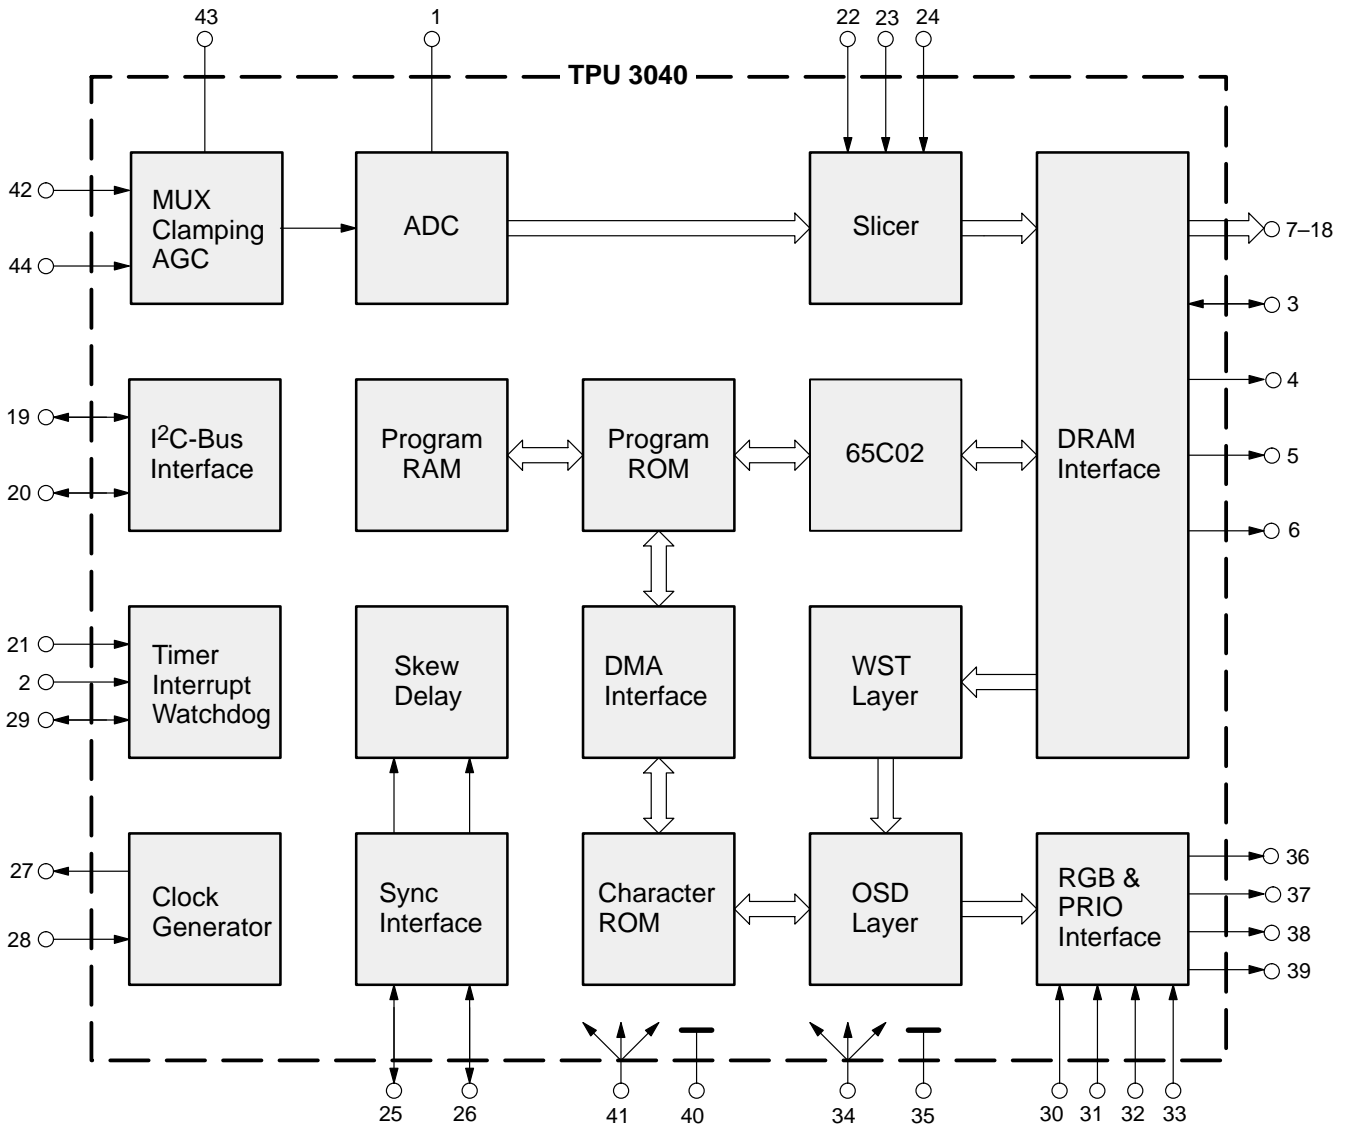 43
1
22
23
24
TPU 3040
42
44
MUX
Clamping
AGC
ADC
Slicer
7–18
3
4
5
6
19
20
I2C-Bus
Interface
Program
RAM
Program
ROM
65C02
DRAM
Interface
21
2
29
Timer
Interrupt
Watchdog
Skew
Delay
DMA
Interface
WST
Layer
27
28
Clock
Generator
Sync
Interface
Character
ROM
OSD
Layer
RGB &
PRIO
Interface
36
37
38
39
25
26
41
40
34
35
30
31
32
33